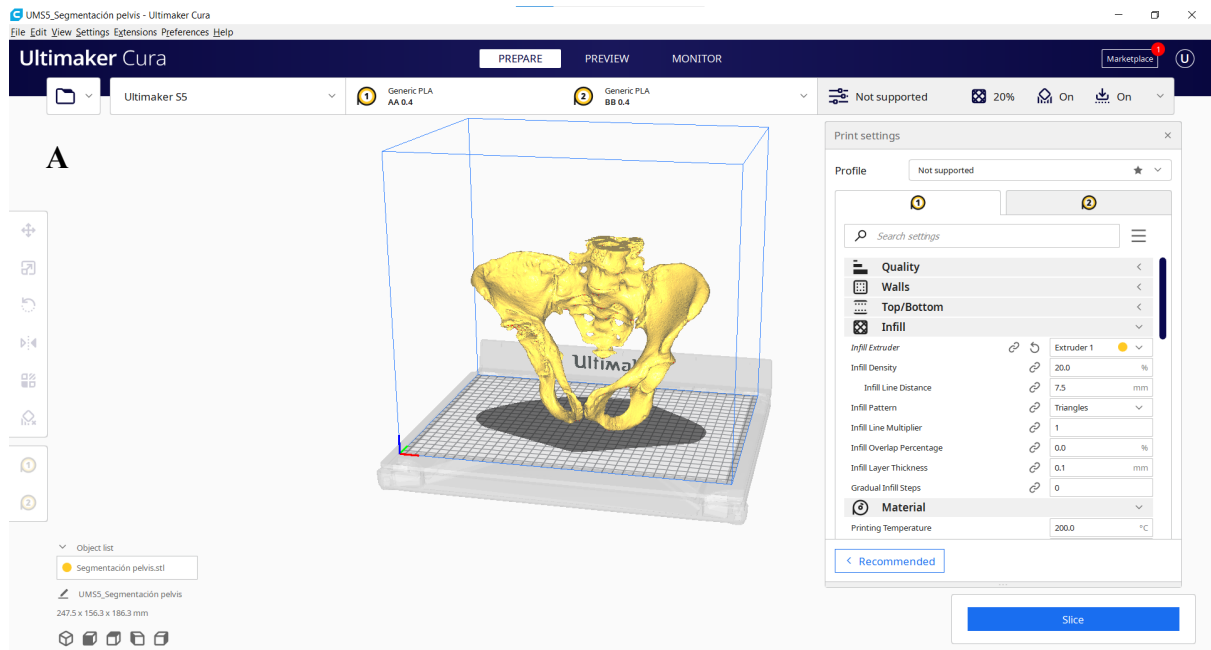 UMS5_Segmentación pelvis - Ultimaker Cura
File Edit View Settings Extensions Preferences Help
Ultimaker Cura
PREPARE PREVIEW MONITOR
Marketplace 1 U
Ultimaker S5
1 Generic PLA AA 0.4
2 Generic PLA BB 0.4
Not supported 20% On On
A
Print settings
Profile Not supported
1 2
Search settings
Quality
Walls
Top/Bottom
Infill
Infill Extruder Extruder 1
Infill Density 20.0 %
Infill Line Distance 7.5 mm
Infill Pattern Triangles
Infill Line Multiplier 1
Infill Overlap Percentage 0.0 %
Infill Layer Thickness 0.1 mm
Gradual Infill Steps 0
Material
Printing Temperature 200.0 °C
Recommended
1
2
Object list
Segmentación pelvis.stl
UMS5_Segmentación pelvis
247.5 x 156.3 x 186.3 mm
Slice